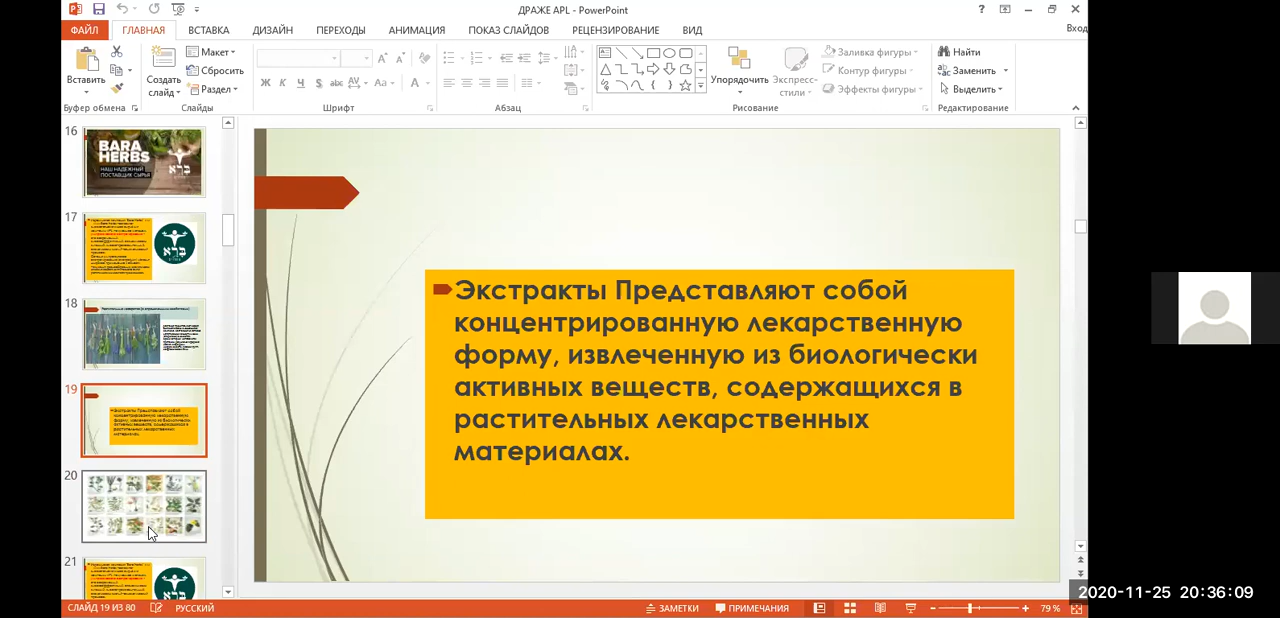 ДРАЖЕ APL - PowerPoint
ФАЙЛ ГЛАВНАЯ ВСТАВКА ДИЗАЙН ПЕРЕХОДЫ АНИМАЦИЯ ПОКАЗ СЛАЙДОВ РЕЦЕНЗИРОВАНИЕ ВИД Вход
Вставить
Создать слайд
Макет
Сбросить
Раздел
Упорядочить
Экспресс-стили
Заливка фигуры
Контур фигуры
Эффекты фигуры
Найти
Заменить
Выделить
Буфер обмена Слайды Шрифт Абзац Рисование Редактирование
16
BARA
HERBS
НАШ НАДЕЖНЫЙ
ПОСТАВЩИК СЫРЬЯ
17
18
19
20
21
Экстракты Представляют собой
концентрированную лекарственную
форму, извлеченную из биологически
активных веществ, содержащихся в
растительных лекарственных
материалах.
СЛАЙД 19 ИЗ 80 РУССКИЙ ЗАМЕТКИ ПРИМЕЧАНИЯ 79 %
2020-11-25 20:36:09